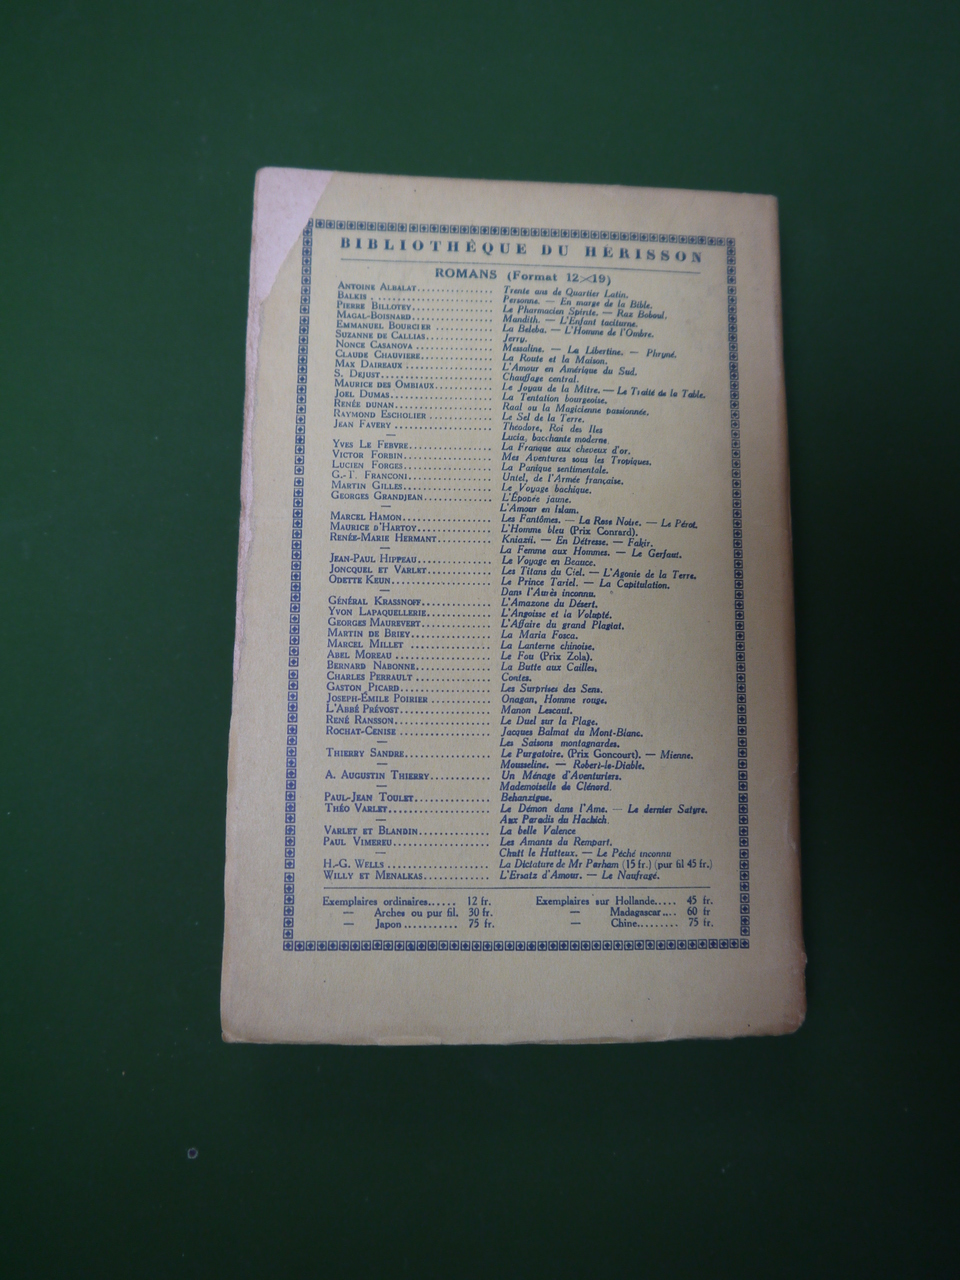 BIBLIOTHÈQUE DU HÉRISSON
ROMANS (Format 12×19)
Antoine Albalat............... Trente ans de Quartier Latin.
Balkis ............... Personne. — En marge de la Bible.
Pierre Billotey............... Le Pharmacien Spirite. — Raz Boboul.
Magal-Boisnard............... Mandith. — L'Enfant taciturne.
Emmanuel Bourcier ............ La Beleba. — L'Homme de l'Ombre.
Suzanne de Callias............ Jerry.
Nonce Casanova ............... Messaline. — La Libertine. — Phryné.
Claude Chauvière.............. La Route et la Maison.
Max Daireaux ................. L'Amour en Amérique du Sud.
S. Dejust..................... Chauffage central.
Maurice des Ombiaux........... Le Joyau de la Mitre. — Le Traité de la Table.
Joel Dumas.................... La Tentation bourgeoise.
Renée dunan................... Raal ou la Magicienne passionnée.
Raymond Escholier ............ Le Sel de la Terre.
Jean Favery .................. Theodore, Roi des Iles
— Lucia, bacchante moderne.
Yves Le Febvre................ La Franque aux cheveux d'or.
Victor Forbin................. Mes Aventures sous les Tropiques.
Lucien Forges................. La Panique sentimentale.
G.-T. Franconi................ Untel, de l'Armée française.
Martin Gilles................. Le Voyage bachique.
Georges Grandjean............. L'Épopée jaune.
— L'Amour en Islam.
Marcel Hamon.................. Les Fantômes. — La Rose Noire. — Le Pérot.
Maurice d'Hartoy.............. L'Homme bleu (Prix Conrard).
Renée-Marie Hermant........... Kniazii. — En Détresse. — Fakir.
— La Femme aux Hommes. — Le Gerfaut.
Jean-Paul Hippeau............. Le Voyage en Beauce.
Joncquel et Varlet............ Les Titans du Ciel. — L'Agonie de la Terre.
Odette Keun................... Le Prince Tariel. — La Capitulation.
— Dans l'Aurès inconnu.
Général Krassnoff............. L'Amazone du Désert.
Yvon Lapaquellerie............ L'Angoisse et la Volupté.
Georges Maurevert............. L'Affaire du grand Plagiat.
Martin de Briey............... La Maria Fosca.
Marcel Millet ................ La Lanterne chinoise.
Abel Moreau .................. Le Fou (Prix Zola).
Bernard Nabonne............... La Butte aux Cailles.
Charles Perrault ............. Contes.
Gaston Picard................. Les Surprises des Sens.
Joseph-Émile Poirier ......... Onagan, Homme rouge.
L'Abbé Prévost................ Manon Lescaut.
René Ransson.................. Le Duel sur la Plage.
Rochat-Cenise ................ Jacques Balmat du Mont-Blanc.
— Les Saisons montagnardes.
Thierry Sandre................ Le Purgatoire. (Prix Goncourt). — Mienne.
— Mousseline. — Robert-le-Diable.
A. Augustin Thierry........... Un Ménage d'Aventuriers.
— Mademoiselle de Clénord.
Paul-Jean Toulet.............. Behanzigue.
Théo Varlet................... Le Démon dans l'Ame. — Le dernier Satyre.
— Aux Paradis du Hachich.
Varlet et Blandin............. La belle Valence
Paul Vimereu.................. Les Amants du Rempart.
— Chutt le Hutteux. — Le Péché inconnu
H.-G. Wells .................. La Dictature de Mr Parham (15 fr.) (pur fil 45 fr.)
Willy et Menalkas............. L'Ersatz d'Amour. — Le Naufragé.
Exemplaires ordinaires...... 12 fr. Exemplaires sur Hollande..... 45 fr.
— Arches ou pur fil. 30 fr. — Madagascar.... 60 fr
— Japon ........... 75 fr. — Chine........ 75 fr.